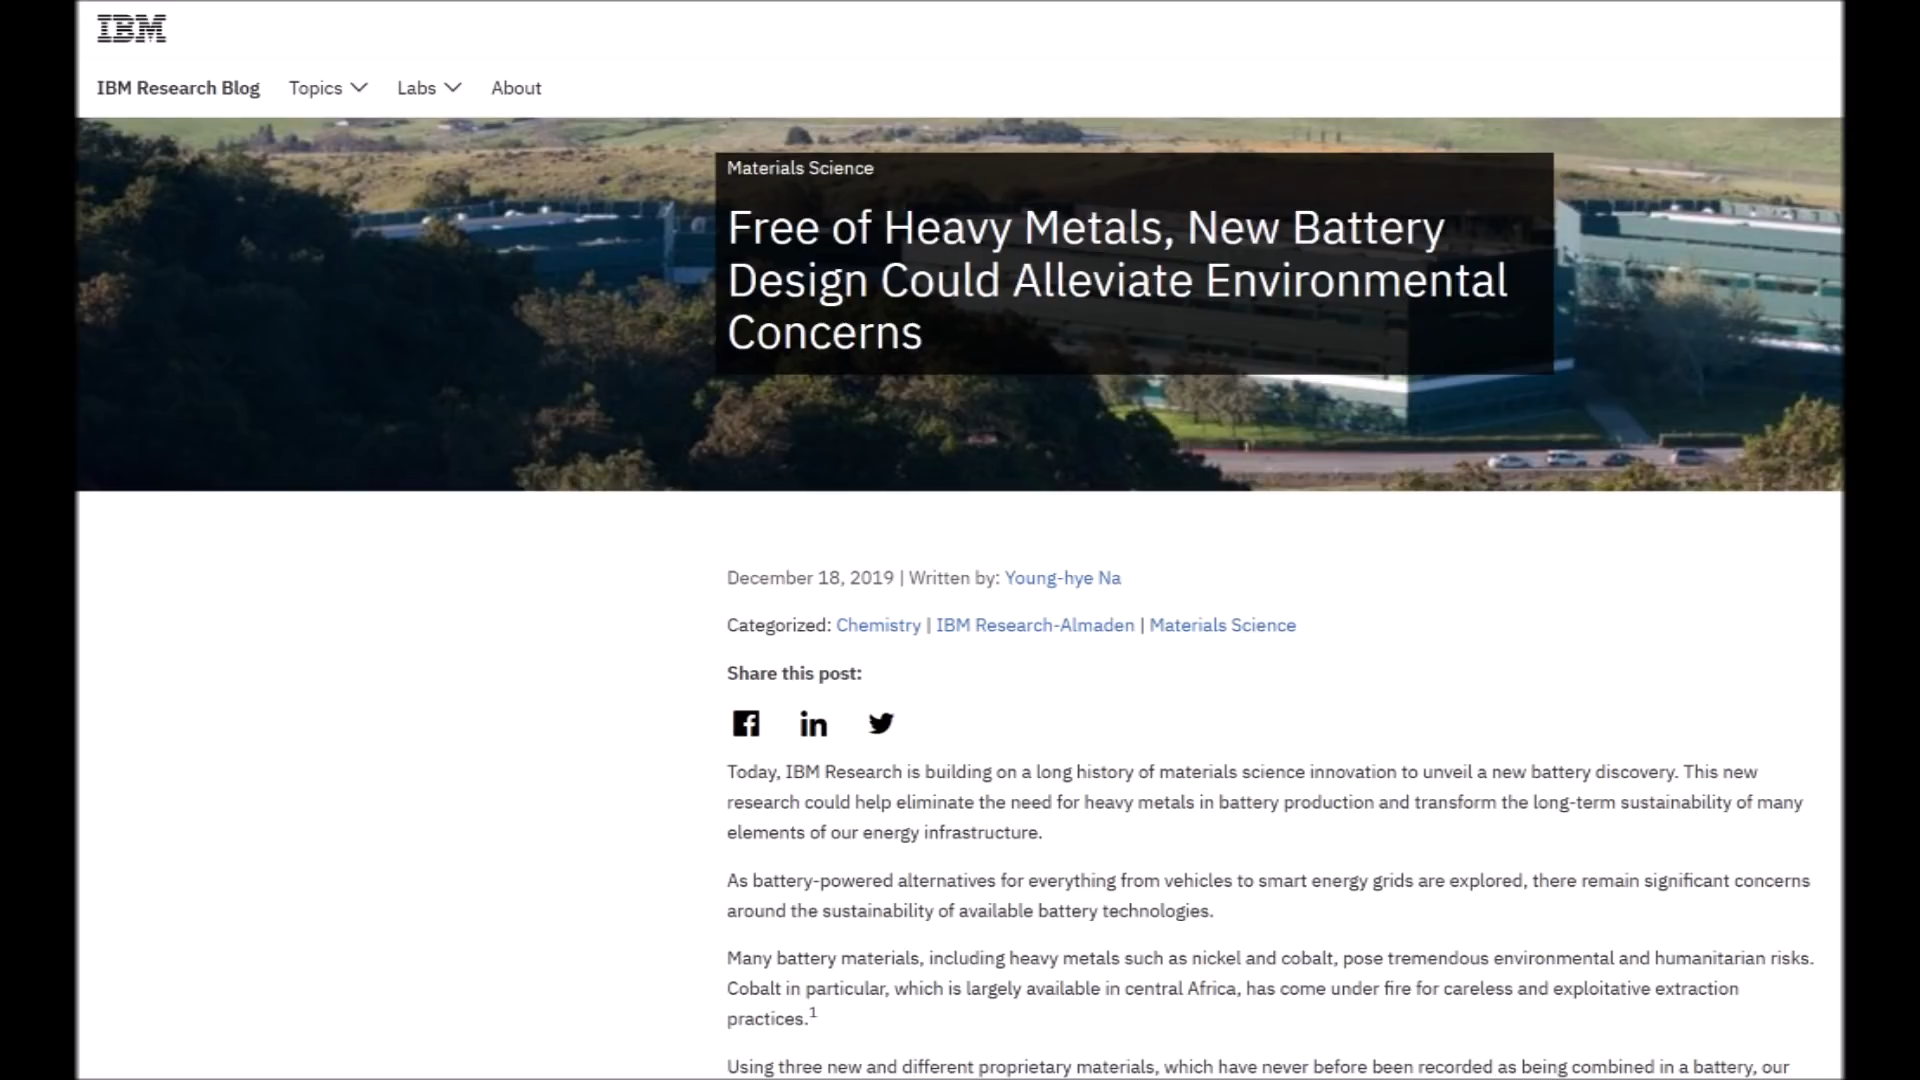 IBM
IBM Research Blog Topics Labs About
Materials Science
Free of Heavy Metals, New Battery
Design Could Alleviate Environmental
Concerns
December 18, 2019 | Written by: Young-hye Na
Categorized: Chemistry | IBM Research-Almaden | Materials Science
Share this post:
Today, IBM Research is building on a long history of materials science innovation to unveil a new battery discovery. This new
research could help eliminate the need for heavy metals in battery production and transform the long-term sustainability of many
elements of our energy infrastructure.
As battery-powered alternatives for everything from vehicles to smart energy grids are explored, there remain significant concerns
around the sustainability of available battery technologies.
Many battery materials, including heavy metals such as nickel and cobalt, pose tremendous environmental and humanitarian risks.
Cobalt in particular, which is largely available in central Africa, has come under fire for careless and exploitative extraction
practices.1
Using three new and different proprietary materials, which have never before been recorded as being combined in a battery, our